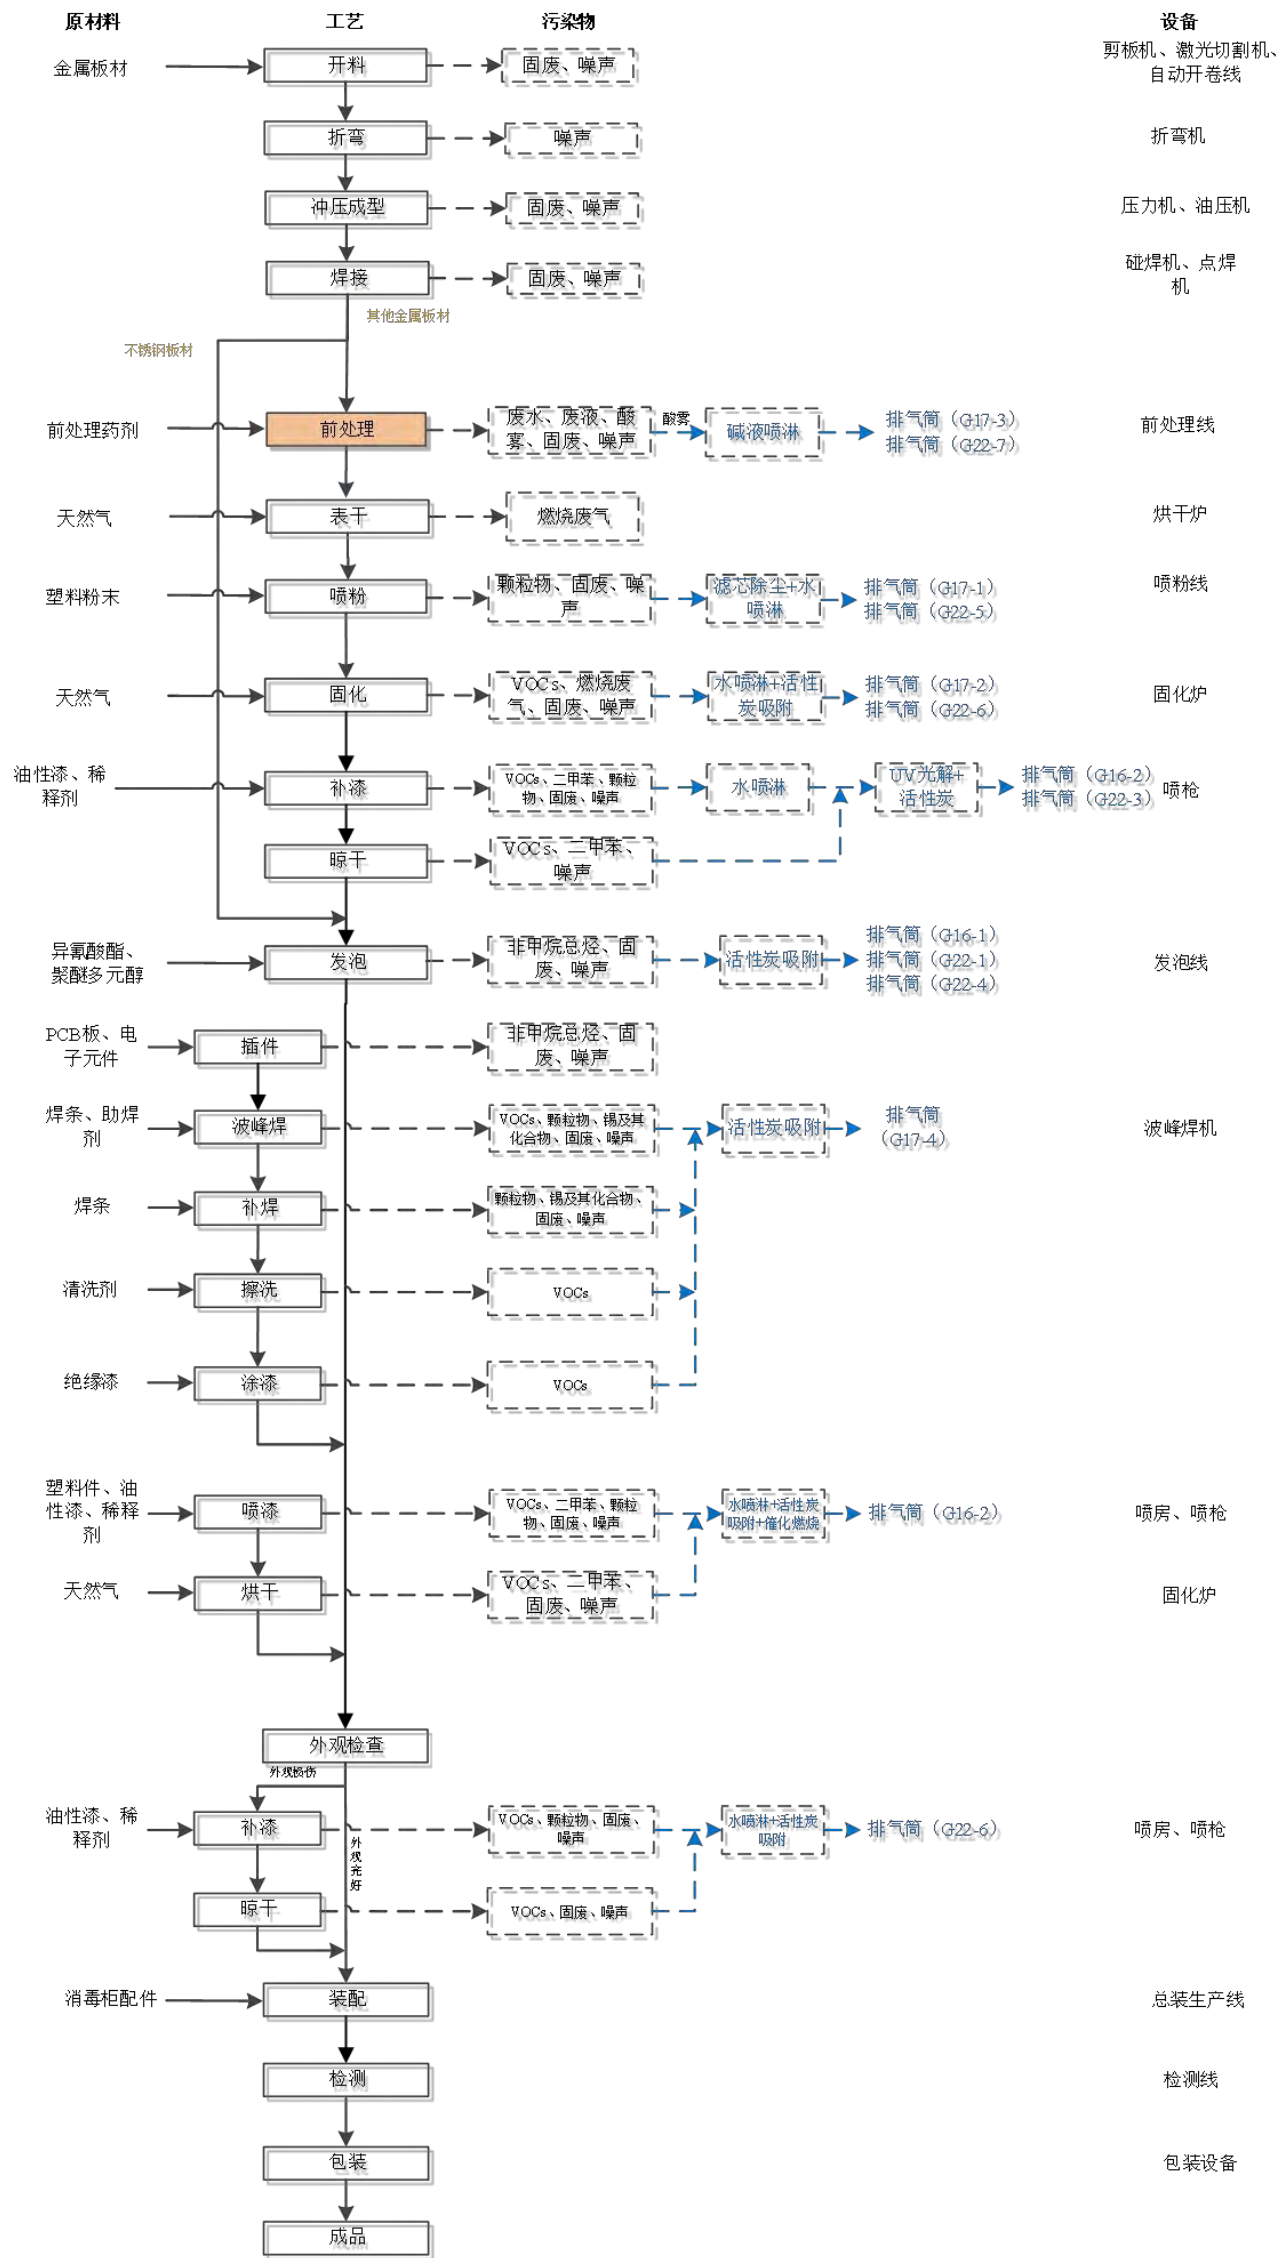 原材料
工艺
污染物
设备
金属板材
开料
固废、噪声
剪板机、激光切割机、
自动开卷线
折弯
噪声
折弯机
冲压成型
固废、噪声
压力机、油压机
焊接
固废、噪声
碰焊机、点焊
机
其他金属板材
不锈钢板材
前处理药剂
前处理
废水、废液、酸
雾、固废、噪声
酸雾
碱液喷淋
排气筒（G17-3）
排气筒（G22-7）
前处理线
天然气
表干
燃烧废气
烘干炉
塑料粉末
喷粉
颗粒物、固废、噪
声
滤芯除尘+水
喷淋
排气筒（G17-1）
排气筒（G22-5）
喷粉线
天然气
固化
VOCs、燃烧废
气、固废、噪声
水喷淋+活性
炭吸附
排气筒（G17-2）
排气筒（G22-6）
固化炉
油性漆、稀
释剂
补漆
VOCs、二甲苯、颗粒
物、固废、噪声
水喷淋
UV光解+
活性炭
排气筒（G16-2）
排气筒（G22-3）
喷枪
晾干
VOCs、二甲苯、
噪声
异氰酸酯、
聚醚多元醇
发泡
非甲烷总烃、固
废、噪声
活性炭吸附
排气筒（G16-1）
排气筒（G22-1）
排气筒（G22-4）
发泡线
PCB板、电
子元件
插件
非甲烷总烃、固
废、噪声
焊条、助焊
剂
波峰焊
VOCs、颗粒物、锡及其
化合物、固废、噪声
活性炭吸附
排气筒
（G17-4）
波峰焊机
焊条
补焊
颗粒物、锡及其化合物、
固废、噪声
清洗剂
擦洗
VOCs
绝缘漆
涂漆
VOCs
塑料件、油
性漆、稀释
剂
喷漆
VOCs、二甲苯、颗粒
物、固废、噪声
水喷淋+活性炭
吸附+催化燃烧
排气筒（G16-2）
喷房、喷枪
天然气
烘干
VOCs、二甲苯、
固废、噪声
固化炉
外观检查
外观损伤
油性漆、稀
释剂
补漆
VOCs、颗粒物、固废、
噪声
水喷淋+活性炭
吸附
排气筒（G22-6）
喷房、喷枪
外观完好
晾干
VOCs、固废、噪声
消毒柜配件
装配
总装生产线
检测
检测线
包装
包装设备
成品